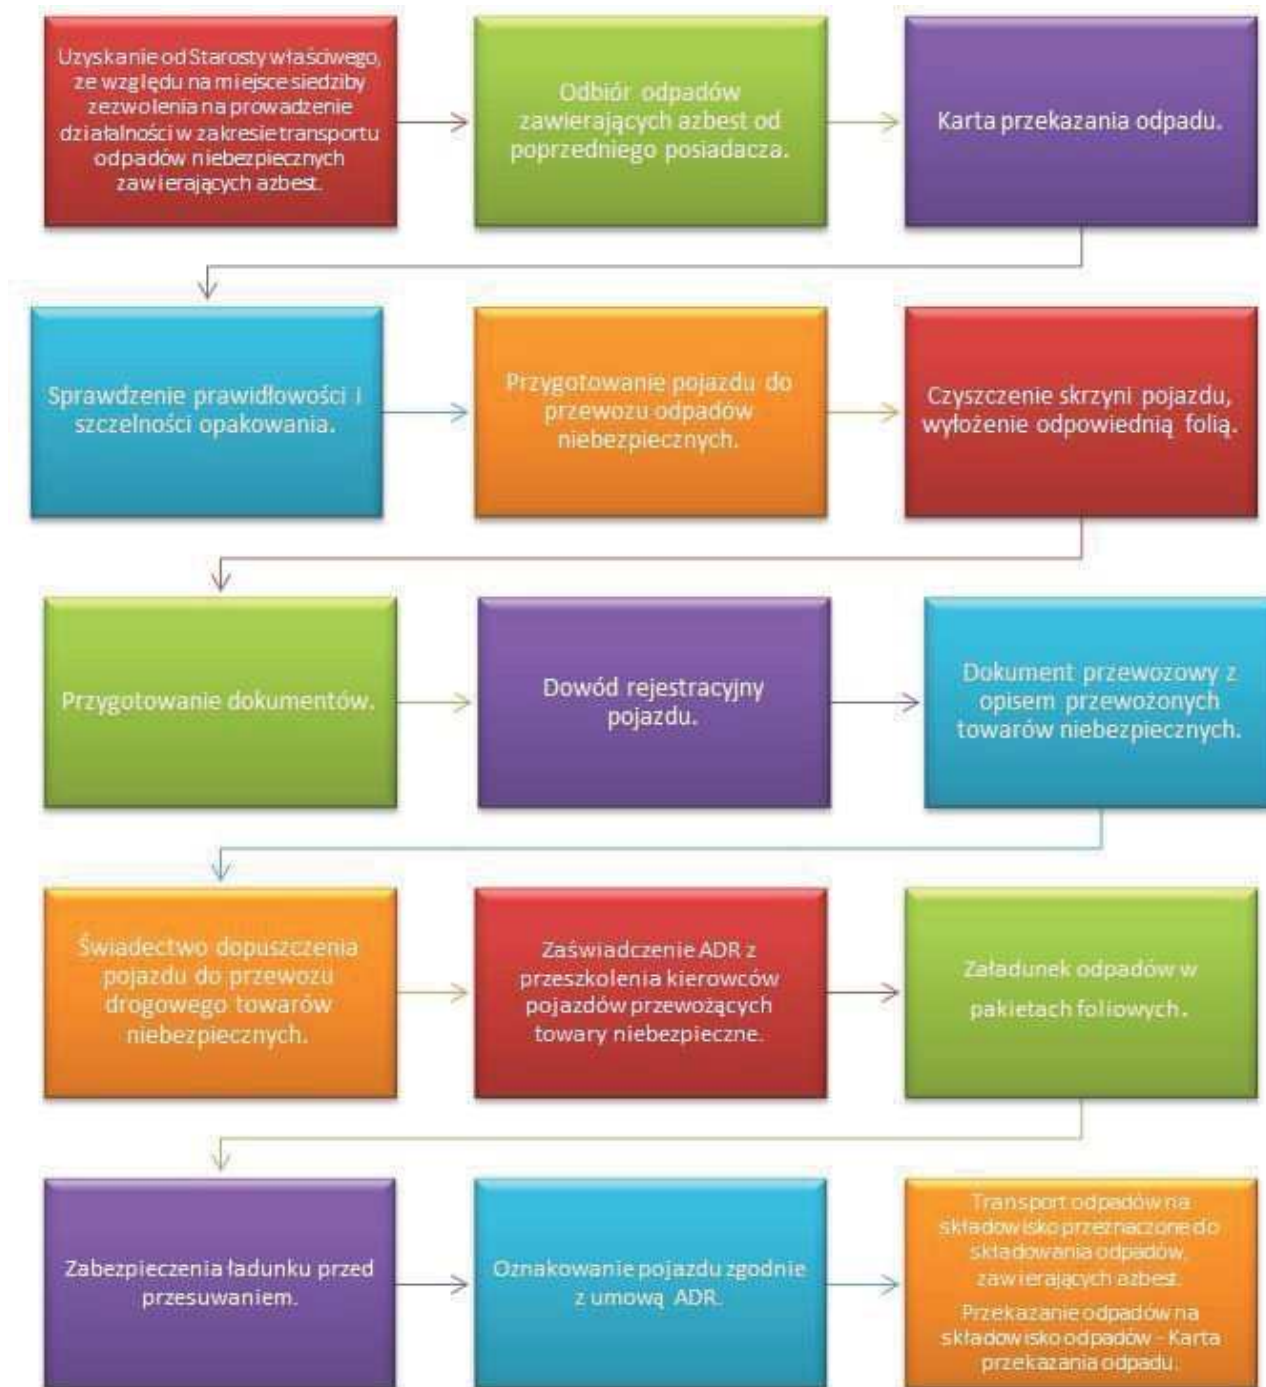 Uzyskanie od Starosty właściwego,
ze względu na miejsce siedziby
zezwolenia na prowadzenie
działalności w zakresie transportu
odpadów niebezpiecznych
zawierających azbest.
Odbiór odpadów
zawierających azbest od
poprzedniego posiadacza.
Karta przekazania odpadu.
Sprawdzenie prawidłowości i
szczelności opakowania.
Przygotowanie pojazdu do
przewozu odpadów
niebezpiecznych.
Czyszczenie skrzyni pojazdu,
wyłożenie odpowiednią folią.
Przygotowanie dokumentów.
Dowód rejestracyjny
pojazdu.
Dokument przewozowy z
opisem przewożonych
towarów niebezpiecznych.
Świadectwo dopuszczenia
pojazdu do przewozu
drogowego towarów
niebezpiecznych.
Zaświadczenie ADR z
przeszkolenia kierowców
pojazdów przewożących
towary niebezpieczne.
Załadunek odpadów w
pakietach foliowych.
Zabezpieczenia ładunku przed
przesuwaniem.
Oznakowanie pojazdu zgodnie
z umową ADR.
Transport odpadów na
składowisko przeznaczone do
składowania odpadów,
zawierających azbest.
Przekazanie odpadów na
składowisko odpadów – Karta
przekazania odpadu.